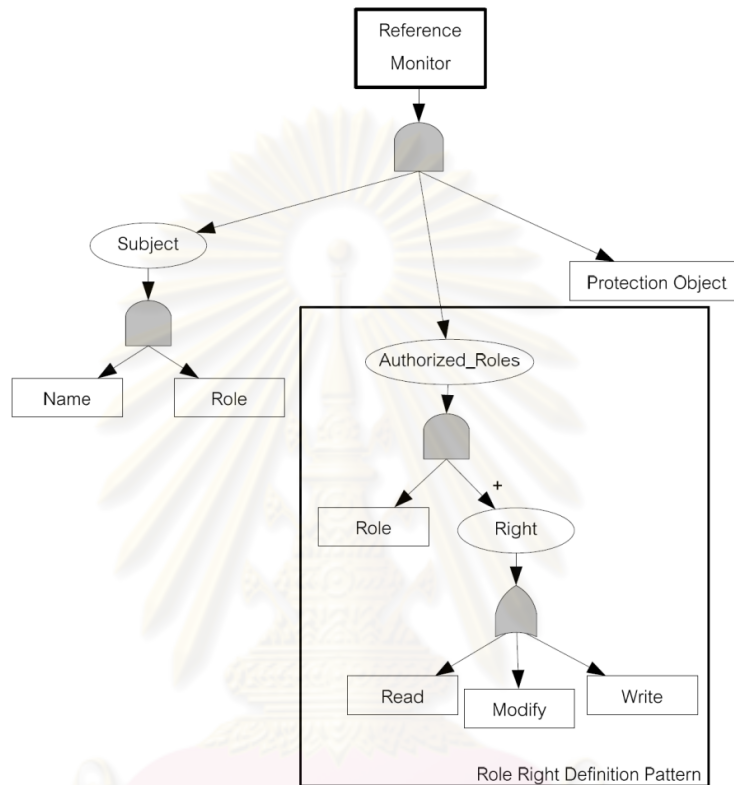 Reference
Monitor
Subject
Protection Object
Authorized_Roles
Name
Role
+
Role
Right
Read
Modify
Write
Role Right Definition Pattern